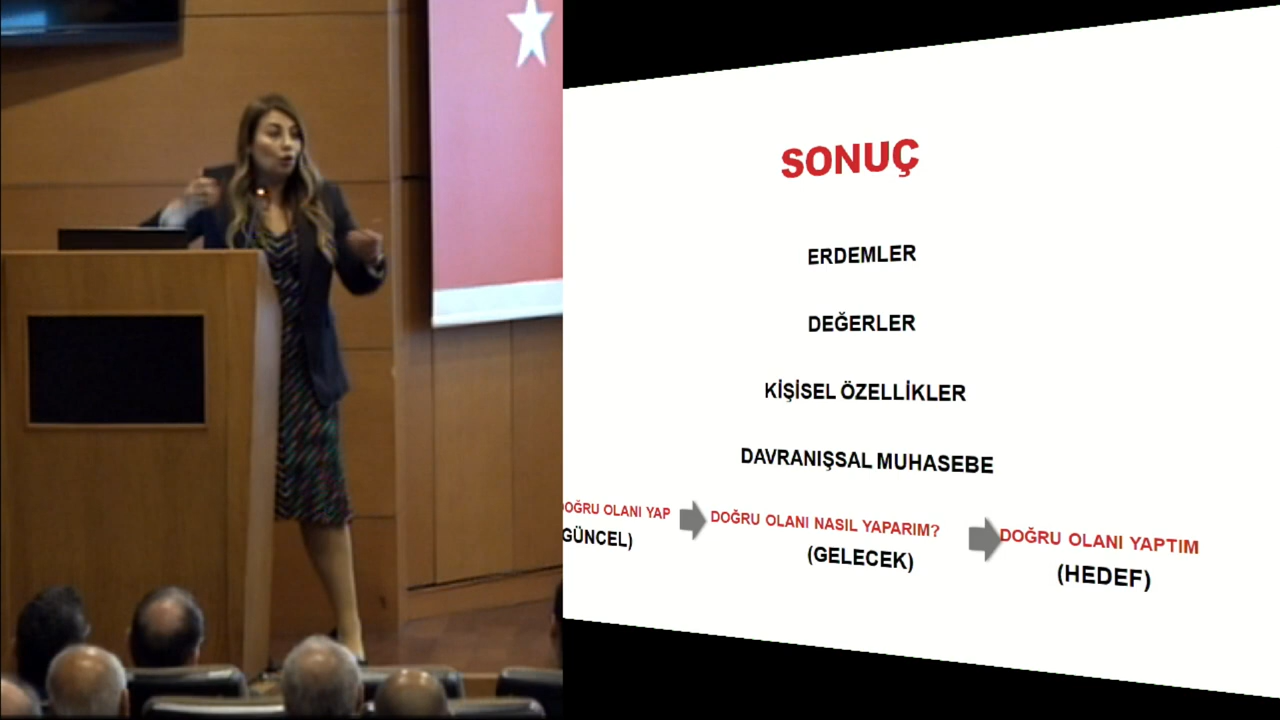 SONUÇ
ERDEMLER
DEĞERLER
KİŞİSEL ÖZELLİKLER
DAVRANIŞSAL MUHASEBE
DOĞRU OLANI YAP
GÜNCEL)
DOĞRU OLANI NASIL YAPARIM?
(GELECEK)
DOĞRU OLANI YAPTIM
(HEDEF)